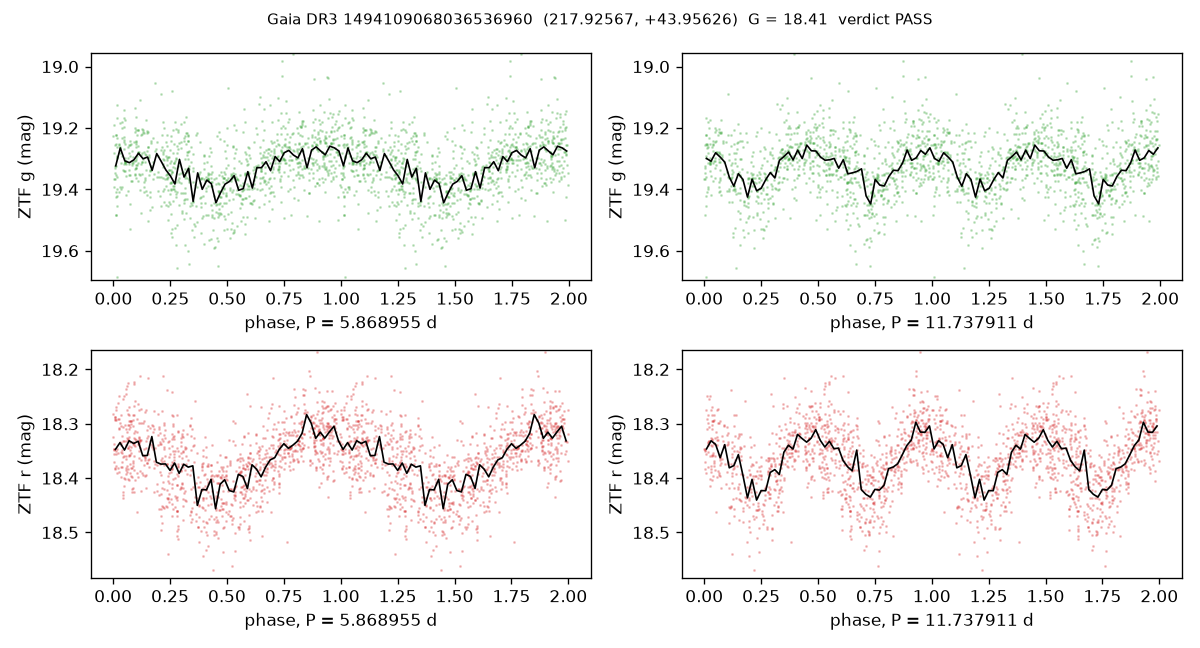 Gaia DR3 1494109068036536960 (217.92567, +43.95626) G = 18.41 verdict PASS
ZTF g (mag)
19.0
19.2
19.4
19.6
0.00 0.25 0.50 0.75 1.00 1.25 1.50 1.75 2.00
phase, P = 5.868955 d
ZTF g (mag)
19.0
19.2
19.4
19.6
0.00 0.25 0.50 0.75 1.00 1.25 1.50 1.75 2.00
phase, P = 11.737911 d
ZTF r (mag)
18.2
18.3
18.4
18.5
0.00 0.25 0.50 0.75 1.00 1.25 1.50 1.75 2.00
phase, P = 5.868955 d
ZTF r (mag)
18.2
18.3
18.4
18.5
0.00 0.25 0.50 0.75 1.00 1.25 1.50 1.75 2.00
phase, P = 11.737911 d